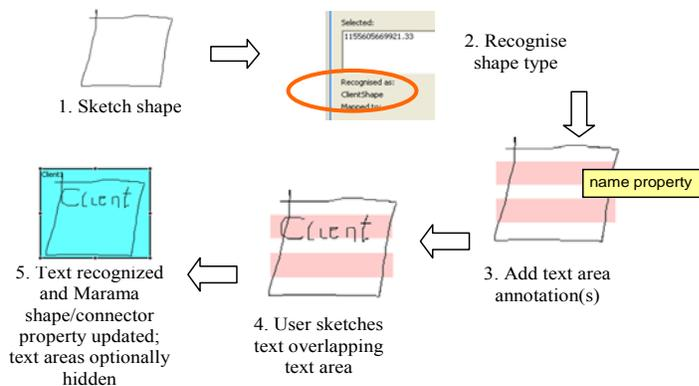 1. Sketch shape
Selected:
1155605669921.33
Recognised as:
ClientShape
Mapped to:
2. Recognise
shape type
name property
3. Add text area
annotation(s)
Client
4. User sketches
text overlapping
text area
Client1
Client
5. Text recognized
and Marama
shape/connector
property updated;
text areas optionally
hidden